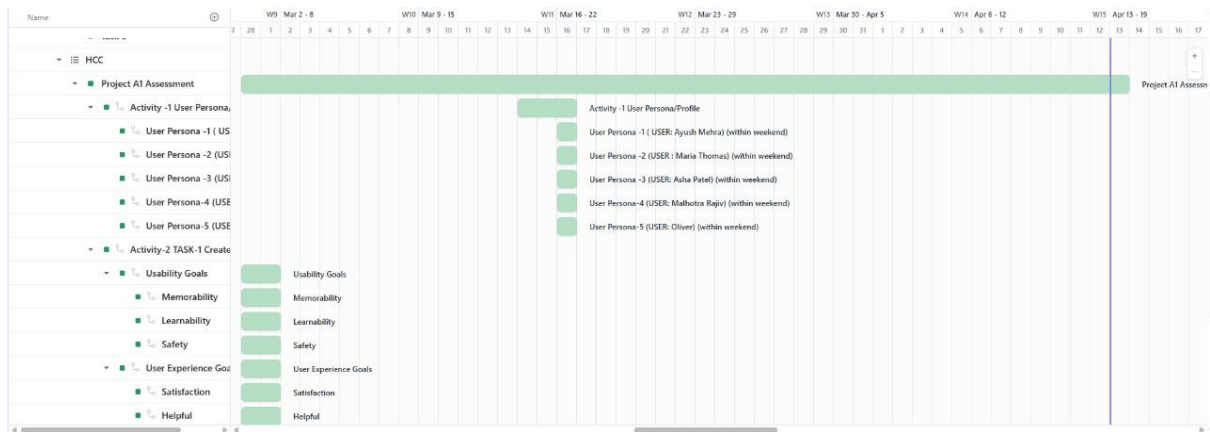 Name
W9 Mar 2 - 8 W10 Mar 9 - 15 W11 Mar 16 - 22 W12 Mar 23 - 29 W13 Mar 30 - Apr 5 W14 Apr 6 - 12 W15 Apr 13 - 19
7 28 1 2 3 4 5 6 7 8 9 10 11 12 13 14 15 16 17 18 19 20 21 22 23 24 25 26 27 28 29 30 31 1 2 3 4 5 6 7 8 9 10 11 12 13 14 15 16 17
HCC
Project A1 Assessment Project A1 Assessn
Activity -1 User Persona/ Activity -1 User Persona/Profile
User Persona -1 ( US User Persona -1 ( USER: Ayush Mehra) (within weekend)
User Persona -2 (USI User Persona -2 (USER : Maria Thomas) (within weekend)
User Persona -3 (USI User Persona -3 (USER: Asha Patel) (within weekend)
User Persona-4 (USE User Persona-4 (USER: Malhotra Rajiv) (within weekend)
User Persona-5 (USE User Persona-5 (USER: Oliver) (within weekend)
Activity-2 TASK-1 Create
Usability Goals Usability Goals
Memorability Memorability
Learnability Learnability
Safety Safety
User Experience Goa User Experience Goals
Satisfaction Satisfaction
Helpful Helpful